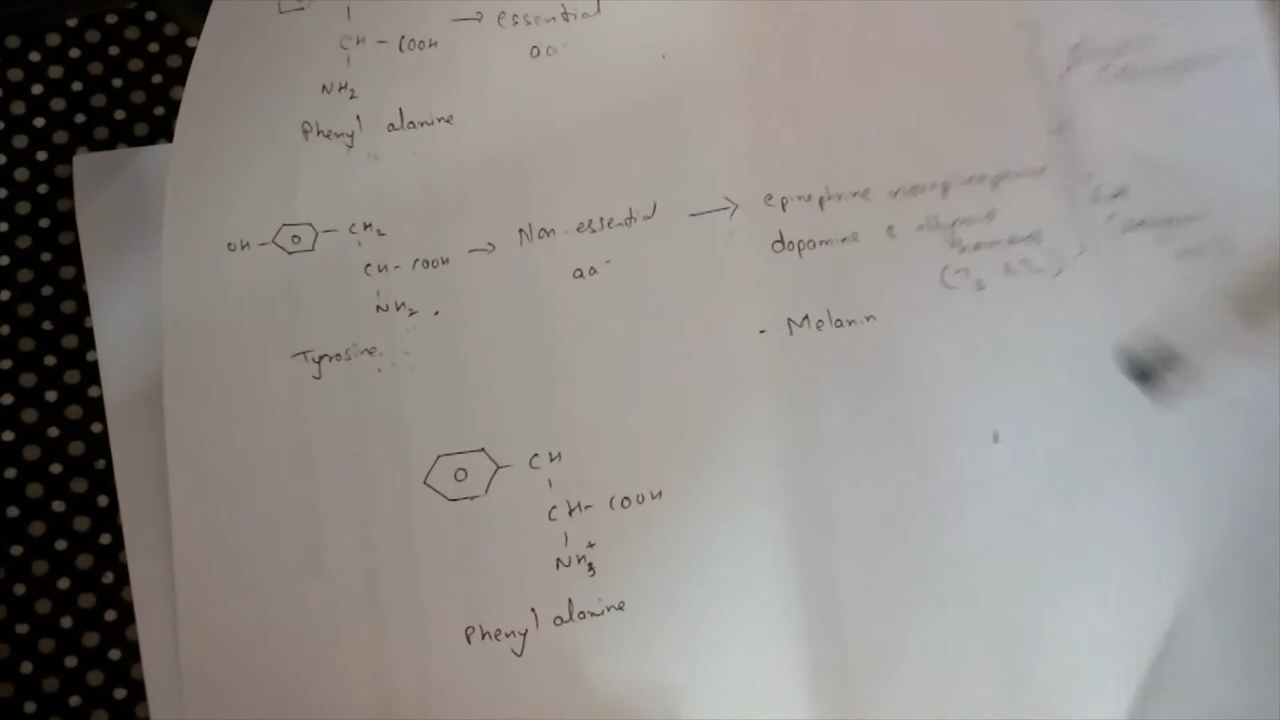 → essential
CH - COOH
aa-
NH2
Phenyl alanine
OH - CH2
CH - COOH → Non-essential → epinephrine
aa- dopamine &
NH2 .
Tyrosine
- Melanin
CH
CH - COOH
NH3+
Phenyl alanine